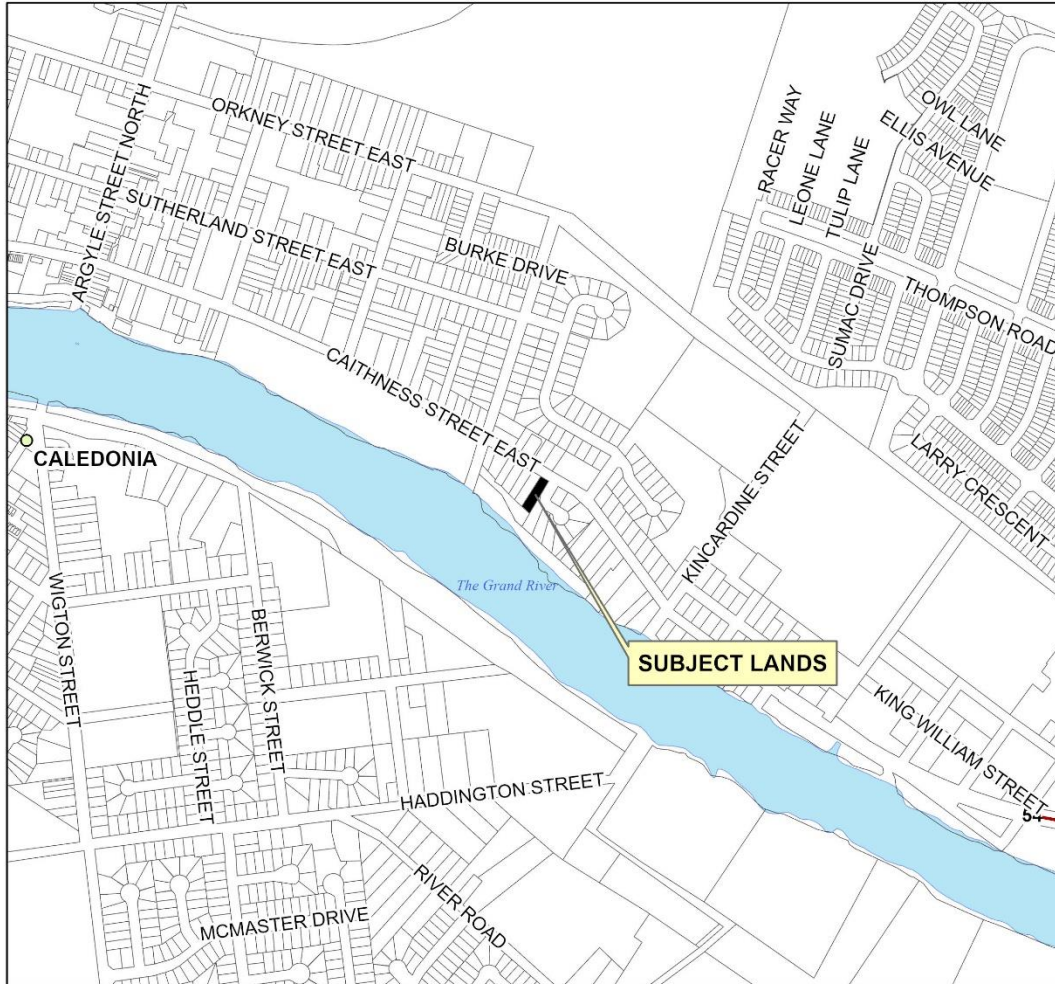 ORKNEY STREET EAST
ARGYLE STREET NORTH
SUTHERLAND STREET EAST
BURKE DRIVE
RACER WAY
LEONE LANE
TULIP LANE
OWL LANE
ELLIS AVENUE
SUMAC DRIVE
THOMPSON ROAD
LARRY CRESCENT
CAITHNESS STREET EAST
KINCARDINE STREET
CALEDONIA
The Grand River
SUBJECT LANDS
WIGTON STREET
HEDDLE STREET
BERWICK STREET
HADDINGTON STREET
KING WILLIAM STREET
54
MCMASTER DRIVE
RIVER ROAD